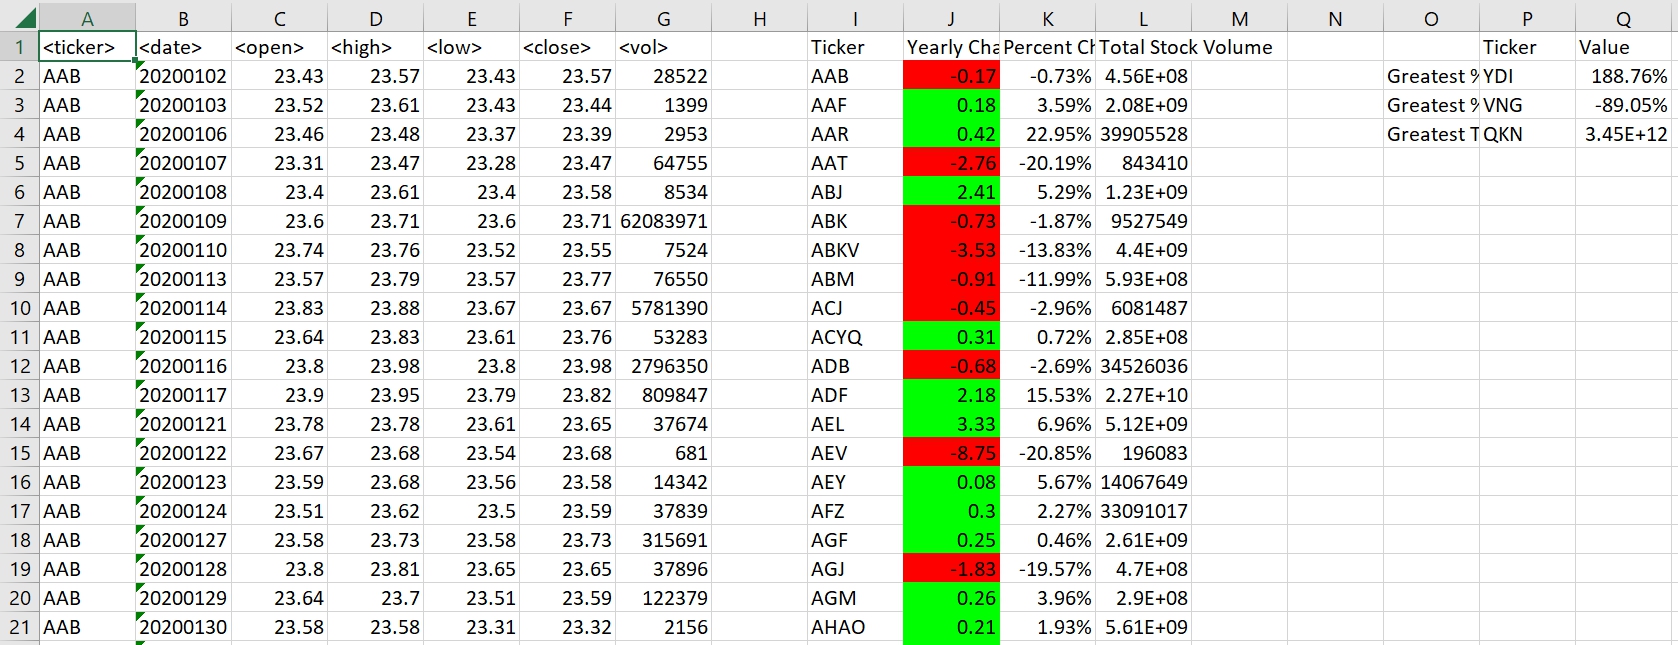 A B C D E F G H I J K L M N O P Q
1 <ticker> <date> <open> <high> <low> <close> <vol> Ticker Yearly Cha Percent Ch Total Stock Volume Ticker Value
2 AAB 20200102 23.43 23.57 23.43 23.57 28522 AAB -0.17 -0.73% 4.56E+08 Greatest % YDI 188.76%
3 AAB 20200103 23.52 23.61 23.43 23.44 1399 AAF 0.18 3.59% 2.08E+09 Greatest % VNG -89.05%
4 AAB 20200106 23.46 23.48 23.37 23.39 2953 AAR 0.42 22.95% 39905528 Greatest T QKN 3.45E+12
5 AAB 20200107 23.31 23.47 23.28 23.47 64755 AAT -2.76 -20.19% 843410
6 AAB 20200108 23.4 23.61 23.4 23.58 8534 ABJ 2.41 5.29% 1.23E+09
7 AAB 20200109 23.6 23.71 23.6 23.71 62083971 ABK -0.73 -1.87% 9527549
8 AAB 20200110 23.74 23.76 23.52 23.55 7524 ABKV -3.53 -13.83% 4.4E+09
9 AAB 20200113 23.57 23.79 23.57 23.77 76550 ABM -0.91 -11.99% 5.93E+08
10 AAB 20200114 23.83 23.88 23.67 23.67 5781390 ACJ -0.45 -2.96% 6081487
11 AAB 20200115 23.64 23.83 23.61 23.76 53283 ACYQ 0.31 0.72% 2.85E+08
12 AAB 20200116 23.8 23.98 23.8 23.98 2796350 ADB -0.68 -2.69% 34526036
13 AAB 20200117 23.9 23.95 23.79 23.82 809847 ADF 2.18 15.53% 2.27E+10
14 AAB 20200121 23.78 23.78 23.61 23.65 37674 AEL 3.33 6.96% 5.12E+09
15 AAB 20200122 23.67 23.68 23.54 23.68 681 AEV -8.75 -20.85% 196083
16 AAB 20200123 23.59 23.68 23.56 23.58 14342 AEY 0.08 5.67% 14067649
17 AAB 20200124 23.51 23.62 23.5 23.59 37839 AFZ 0.3 2.27% 33091017
18 AAB 20200127 23.58 23.73 23.58 23.73 315691 AGF 0.25 0.46% 2.61E+09
19 AAB 20200128 23.8 23.81 23.65 23.65 37896 AGJ -1.83 -19.57% 4.7E+08
20 AAB 20200129 23.64 23.7 23.51 23.59 122379 AGM 0.26 3.96% 2.9E+08
21 AAB 20200130 23.58 23.58 23.31 23.32 2156 AHAO 0.21 1.93% 5.61E+09